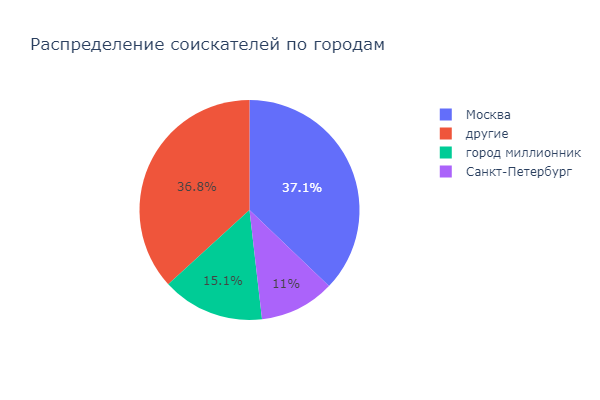 Распределение соискателей по городам
Москва
другие
город миллионник
Санкт-Петербург
36.8%
37.1%
15.1%
11%